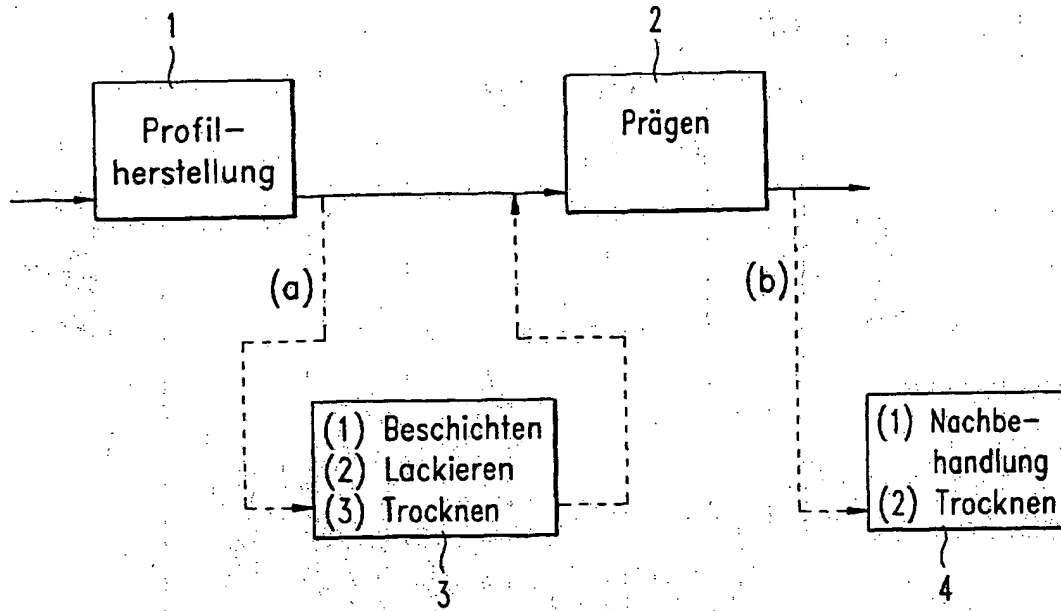 1
2
Profil-
herstellung
Prägen
(a)
(b)
(1) Beschichten
(2) Lackieren
(3) Trocknen
(1) Nachbe-
handlung
(2) Trocknen
3
4